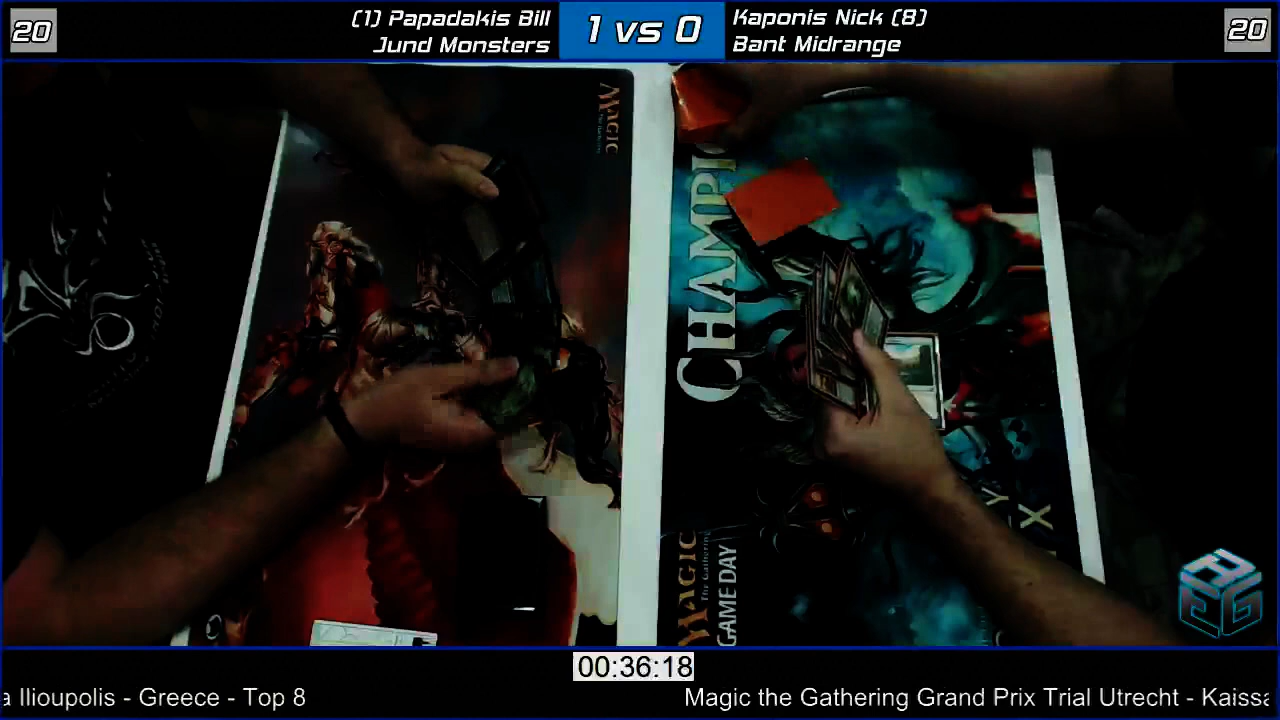 20
(1) Papadakis Bill
Jund Monsters
1 vs 0
Kaponis Nick (8)
Bant Midrange
20
MAGIC
CHAMPI
MAGIC
The Gathering
GAME DAY
00:36:18
a Ilioupolis - Greece - Top 8
Magic the Gathering Grand Prix Trial Utrecht - Kaissa